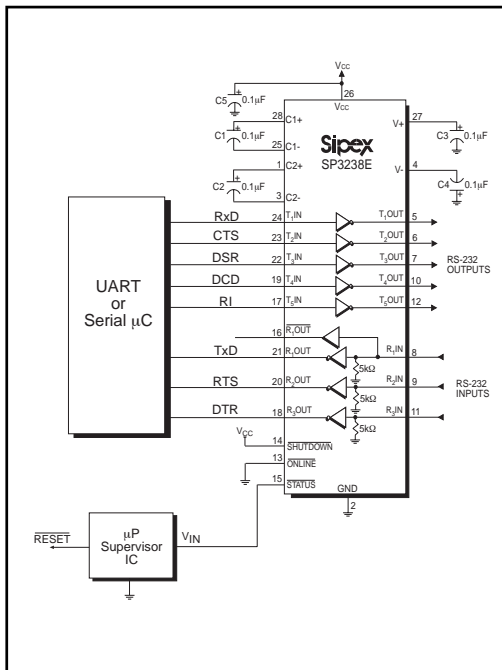 VCC
26
VCC
C5
+
0.1µF
28
C1+
C1
+
0.1µF
25
C1-
1
C2+
C2
+
0.1µF
3
C2-
Sipex
SP3238E
V+
27
C3
+
0.1µF
V-
4
C4
0.1µF
+
UART
or
Serial µC
RxD
24
T1IN
T1OUT
5
CTS
23
T2IN
T2OUT
6
DSR
22
T3IN
T3OUT
7
DCD
19
T4IN
T4OUT
10
RI
17
T5IN
T5OUT
12
RS-232
OUTPUTS
16
R1OUT
TxD
21
R1OUT
R1IN
8
5kΩ
RTS
20
R2OUT
R2IN
9
5kΩ
DTR
18
R3OUT
R3IN
11
5kΩ
RS-232
INPUTS
VCC
14
SHUTDOWN
13
ONLINE
15
STATUS
GND
2
RESET
µP
Supervisor
IC
VIN